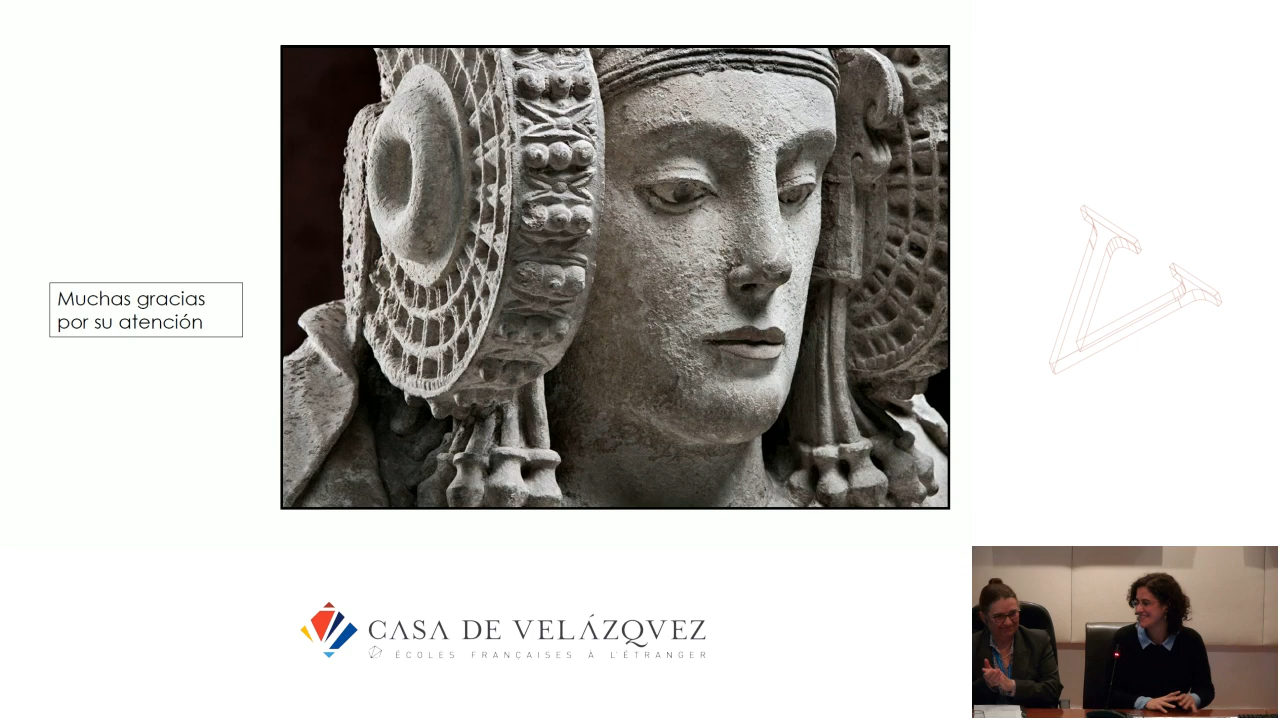 Muchas gracias
por su atención
CASA DE VELÁZQVEZ
ÉCOLES FRANÇAISES À L'ÉTRANGER